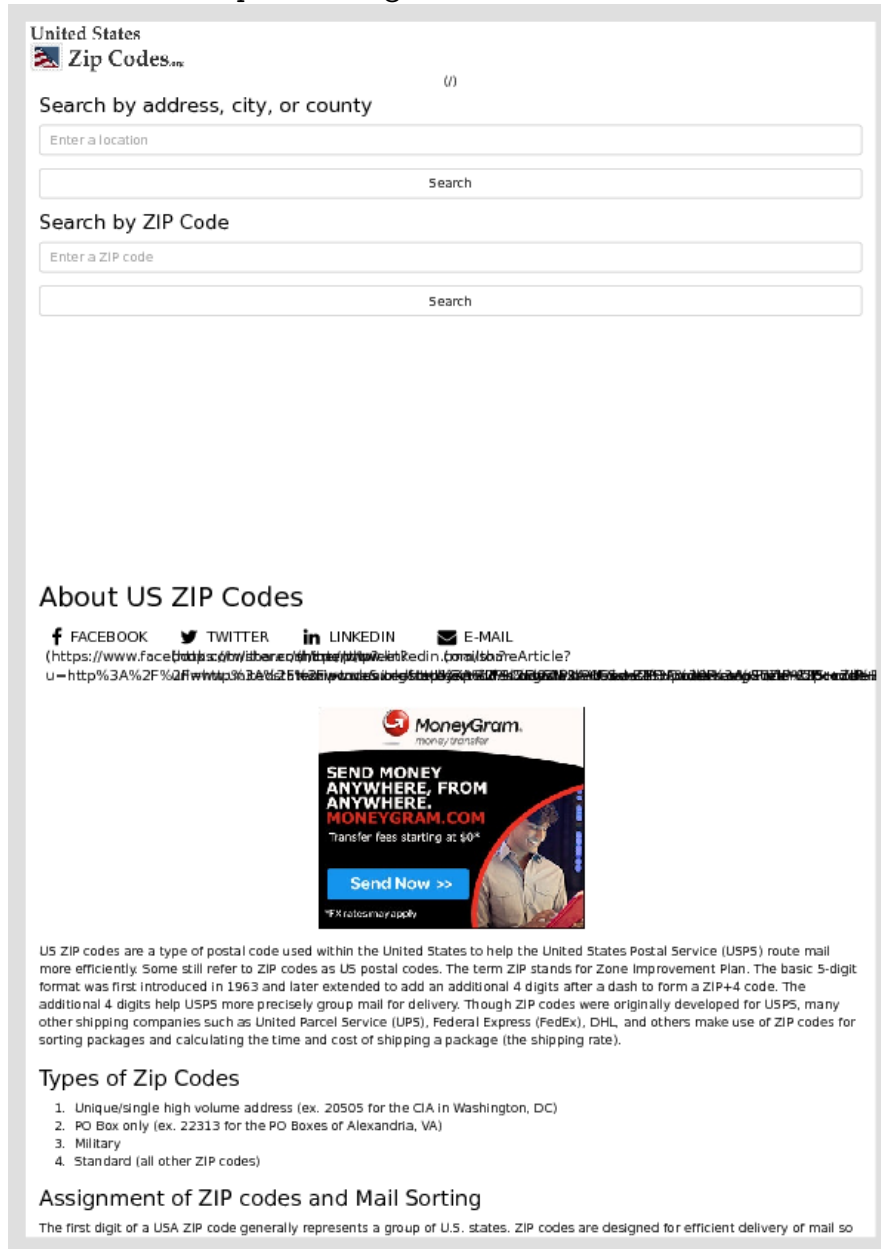 United States
Zip Codes.org
(/)
Search by address, city, or county
Enter a location
Search
Search by ZIP Code
Enter a ZIP code
Search
About US ZIP Codes
FACEBOOK TWITTER LINKEDIN E-MAIL
(https://www.face
u=http%3A%2F%2F
MoneyGram.
money transfer
SEND MONEY
ANYWHERE, FROM
ANYWHERE.
MONEYGRAM.COM
Transfer fees starting at $0*
Send Now >>
*FX rates may apply
US ZIP codes are a type of postal code used within the United States to help the United States Postal Service (USPS) route mail
more efficiently. Some still refer to ZIP codes as US postal codes. The term ZIP stands for Zone Improvement Plan. The basic 5-digit
format was first introduced in 1963 and later extended to add an additional 4 digits after a dash to form a ZIP+4 code. The
additional 4 digits help USPS more precisely group mail for delivery. Though ZIP codes were originally developed for USPS, many
other shipping companies such as United Parcel Service (UPS), Federal Express (FedEx), DHL, and others make use of ZIP codes for
sorting packages and calculating the time and cost of shipping a package (the shipping rate).
Types of Zip Codes
1. Unique/single high volume address (ex. 20505 for the CIA in Washington, DC)
2. PO Box only (ex. 22313 for the PO Boxes of Alexandria, VA)
3. Military
4. Standard (all other ZIP codes)
Assignment of ZIP codes and Mail Sorting
The first digit of a USA ZIP code generally represents a group of U.S. states. ZIP codes are designed for efficient delivery of mail so